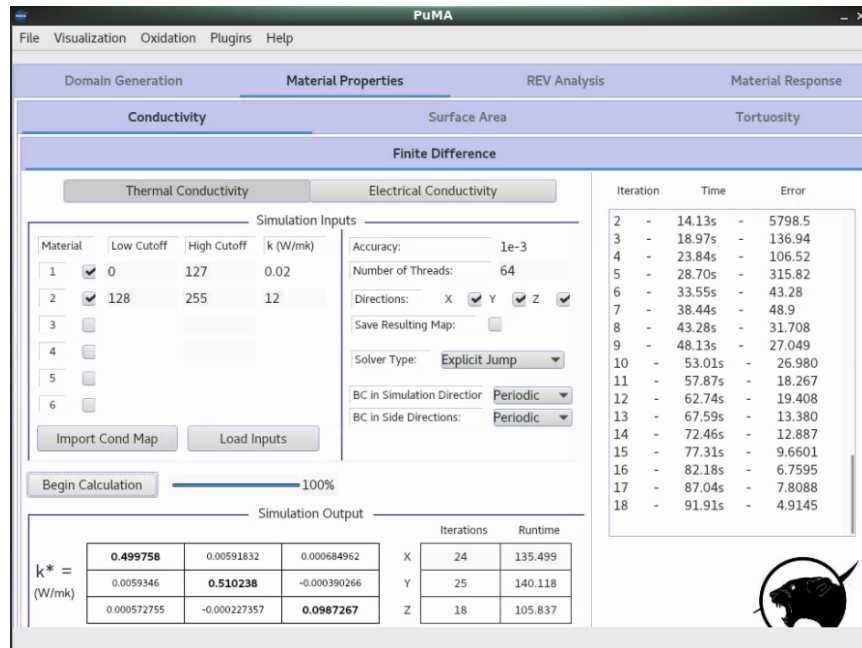 PuMA
File Visualization Oxidation Plugins Help
Domain Generation Material Properties REV Analysis Material Response
Conductivity Surface Area Tortuosity
Finite Difference
Thermal Conductivity Electrical Conductivity
Simulation Inputs
Material Low Cutoff High Cutoff k (W/mk)
1 0 127 0.02
2 128 255 12
3
4
5
6
Import Cond Map Load Inputs
Accuracy: 1e-3
Number of Threads: 64
Directions: X Y Z
Save Resulting Map:
Solver Type: Explicit Jump
BC in Simulation Direction Periodic
BC in Side Directions: Periodic
Begin Calculation 100%
Simulation Output
Iterations Runtime
k* = (W/mk)
0.499758 0.00591832 0.000684962 X 24 135.499
0.0059346 0.510238 -0.000390266 Y 25 140.118
0.000572755 -0.000227357 0.0987267 Z 18 105.837
Iteration Time Error
2 - 14.13s - 5798.5
3 - 18.97s - 136.94
4 - 23.84s - 106.52
5 - 28.70s - 315.82
6 - 33.55s - 43.28
7 - 38.44s - 48.9
8 - 43.28s - 31.708
9 - 48.13s - 27.049
10 - 53.01s - 26.980
11 - 57.87s - 18.267
12 - 62.74s - 19.408
13 - 67.59s - 13.380
14 - 72.46s - 12.887
15 - 77.31s - 9.6601
16 - 82.18s - 6.7595
17 - 87.04s - 7.8088
18 - 91.91s - 4.9145